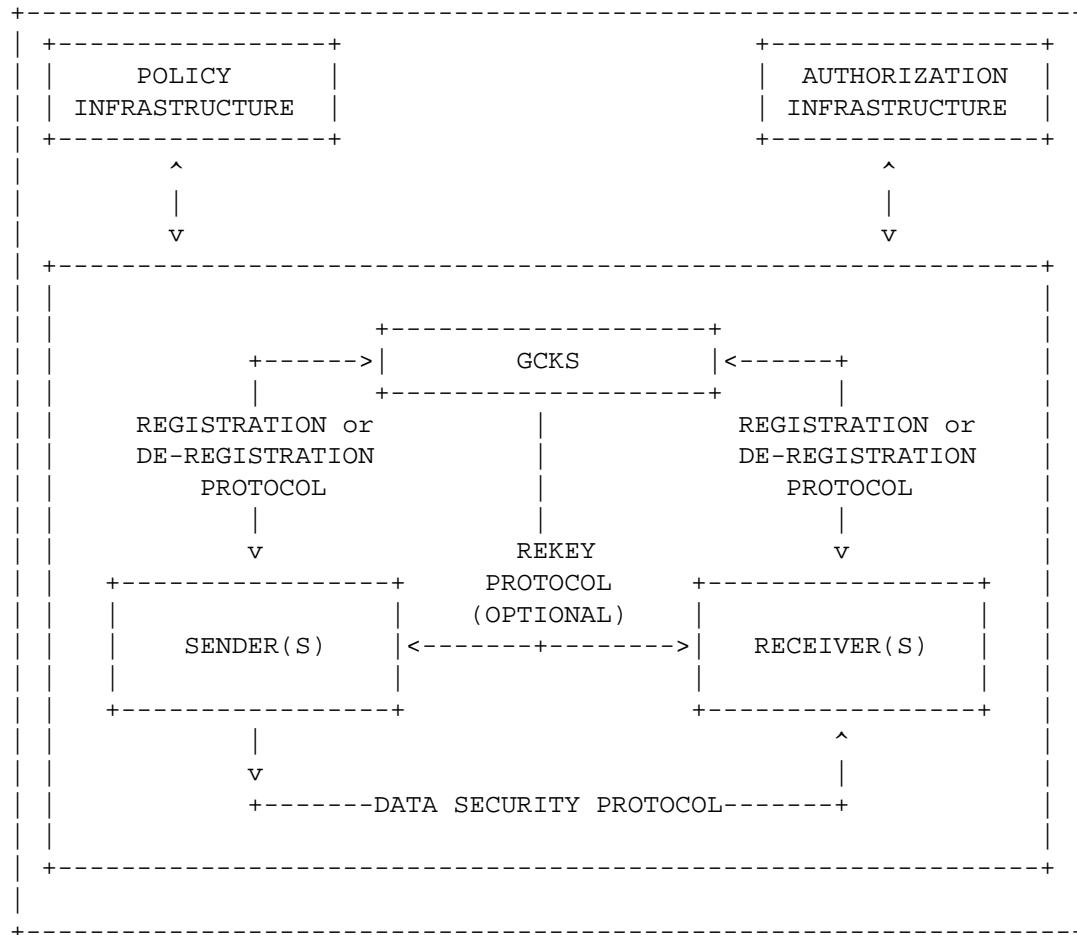 POLICY
INFRASTRUCTURE
AUTHORIZATION
INFRASTRUCTURE
GCKS
REGISTRATION or
DE-REGISTRATION
PROTOCOL
REGISTRATION or
DE-REGISTRATION
PROTOCOL
REKEY
PROTOCOL
(OPTIONAL)
SENDER(S)
RECEIVER(S)
DATA SECURITY PROTOCOL